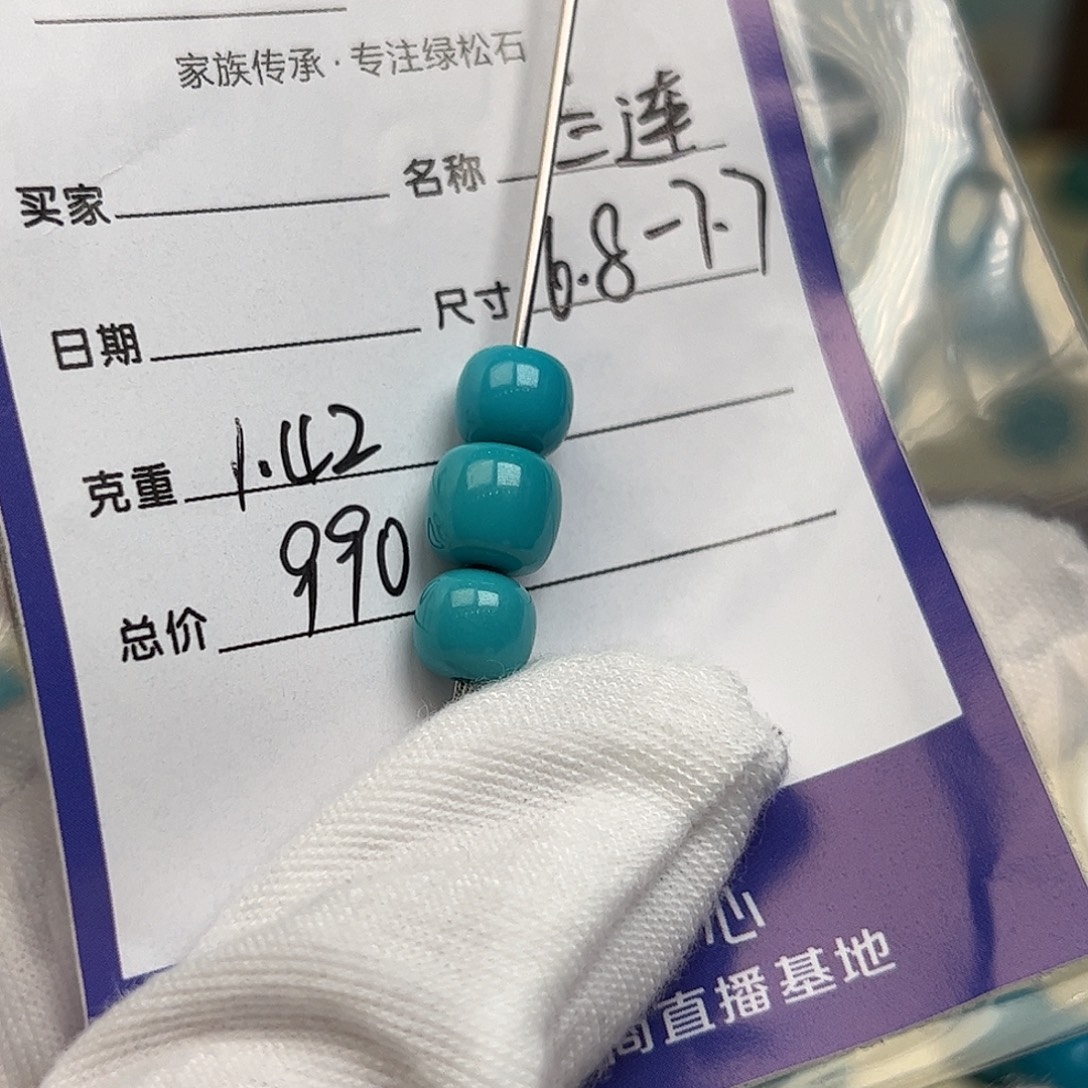 家族传承·专注绿松石
买家 名称 三连
日期 尺寸 6.8-7.7
克重 1.42
总价 990
心
直播基地